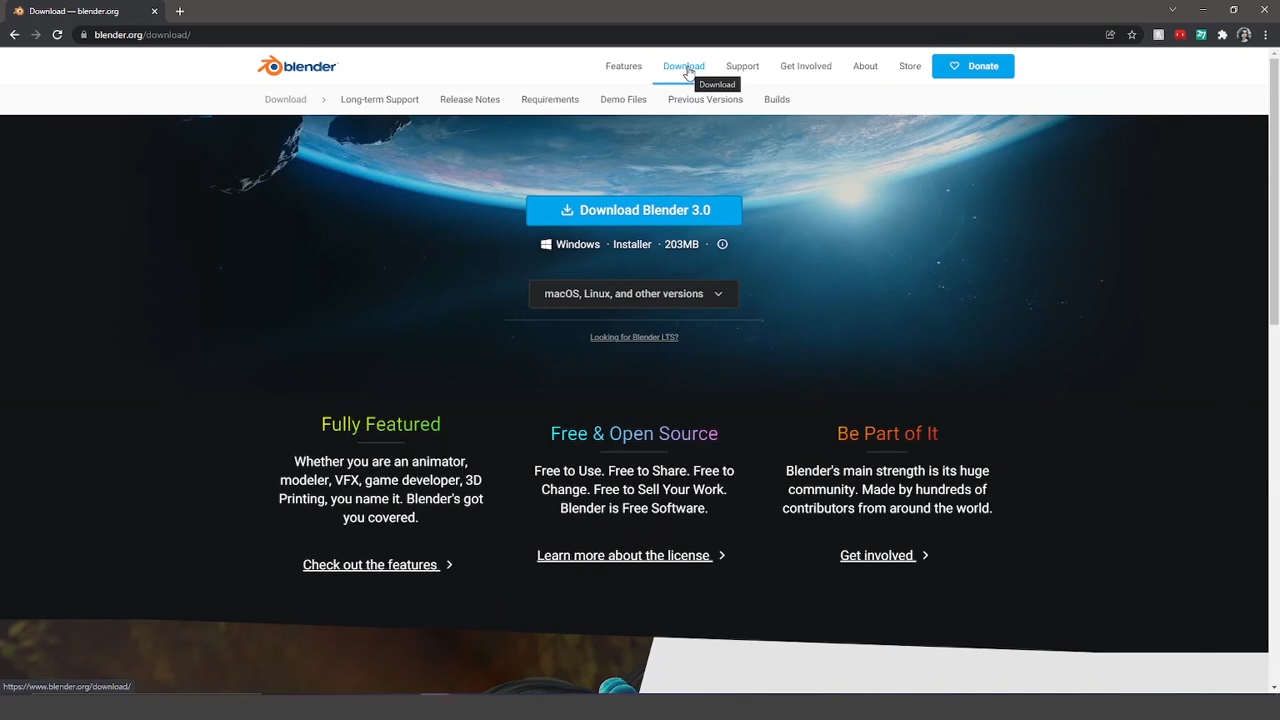 Download — blender.org
blender.org/download/
blender
Features
Download
Support
Get Involved
About
Store
Donate
Download
Download
Long-term Support
Release Notes
Requirements
Demo Files
Previous Versions
Builds
Download Blender 3.0
Windows · Installer · 203MB ·
macOS, Linux, and other versions
Looking for Blender LTS?
Fully Featured
Whether you are an animator,
modeler, VFX, game developer, 3D
Printing, you name it. Blender's got
you covered.
Check out the features
Free & Open Source
Free to Use. Free to Share. Free to
Change. Free to Sell Your Work.
Blender is Free Software.
Learn more about the license
Be Part of It
Blender's main strength is its huge
community. Made by hundreds of
contributors from around the world.
Get involved
https://www.blender.org/download/